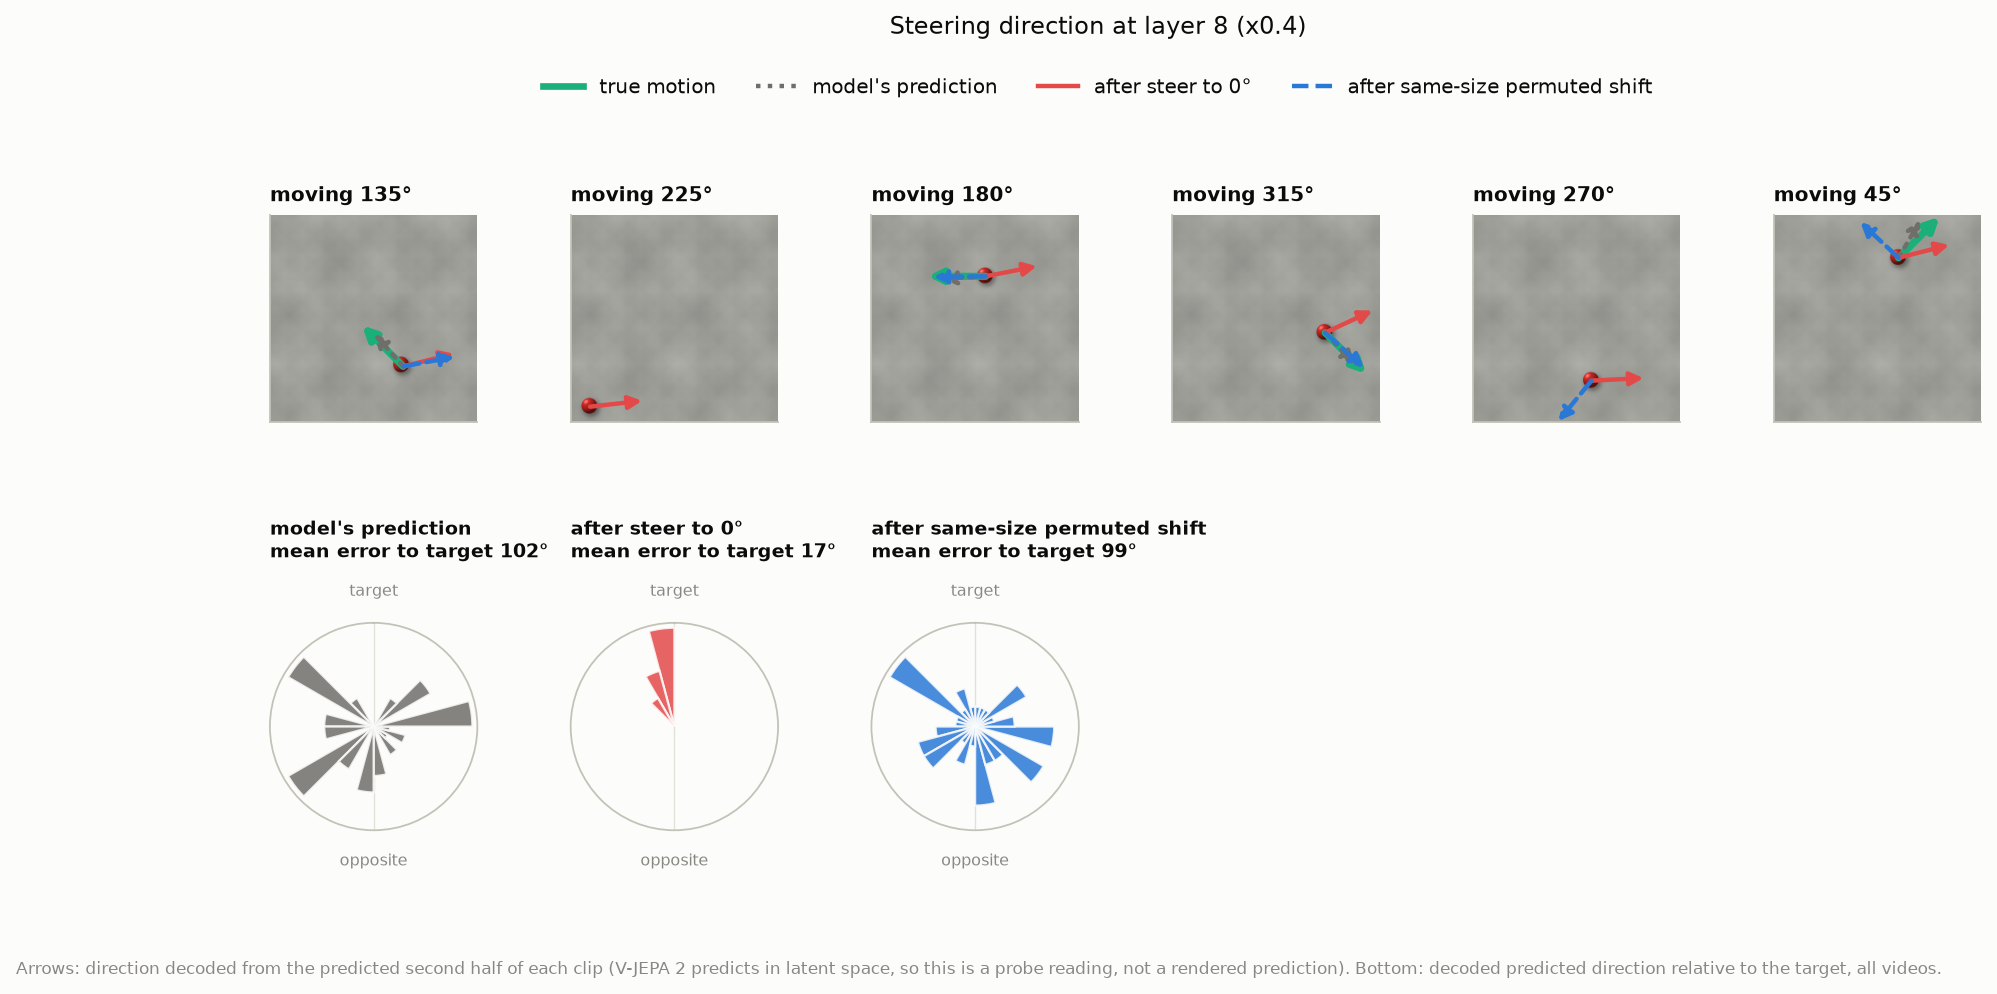 Steering direction at layer 8 (x0.4)
true motion
model's prediction
after steer to 0°
after same-size permuted shift
moving 135°
moving 225°
moving 180°
moving 315°
moving 270°
moving 45°
model's prediction
mean error to target 102°
after steer to 0°
mean error to target 17°
after same-size permuted shift
mean error to target 99°
target
target
target
opposite
opposite
opposite
Arrows: direction decoded from the predicted second half of each clip (V-JEPA 2 predicts in latent space, so this is a probe reading, not a rendered prediction). Bottom: decoded predicted direction relative to the target, all videos.